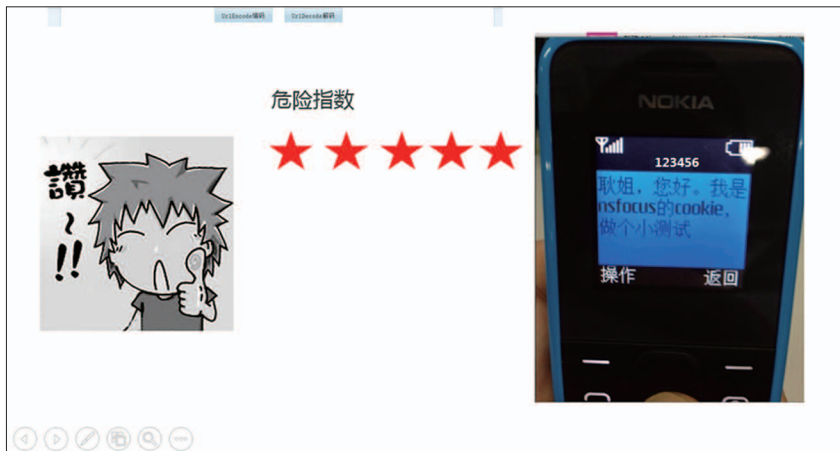 UrlEncode编码 UrlDecode解码
危险指数
讚
~
!!
NOKIA
123456
耿姐，您好。我是
nsfocus的cookie，
做个小测试
操作 返回